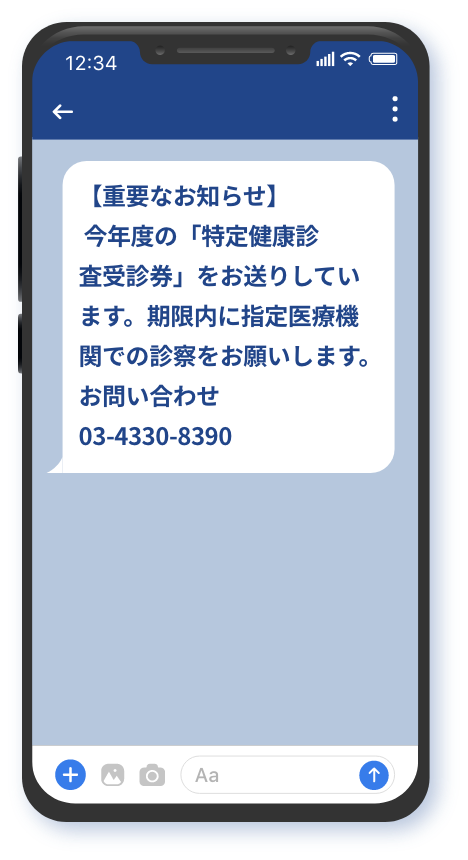 12:34
【重要なお知らせ】
今年度の「特定健康診
査受診券」をお送りしてい
ます。期限内に指定医療機
関での診察をお願いします。
お問い合わせ
03-4330-8390
Aa